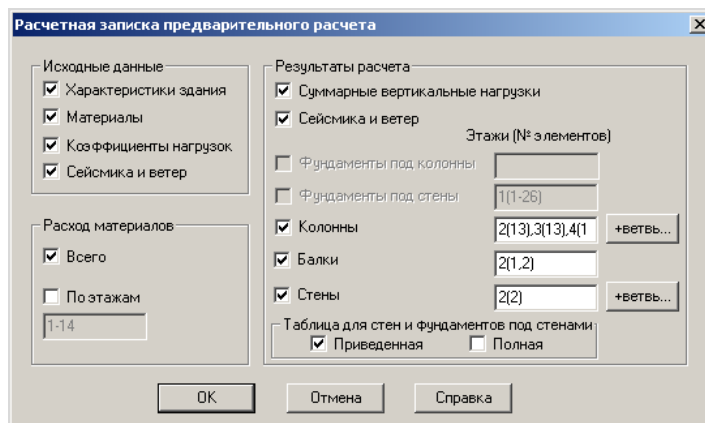 Расчетная записка предварительного расчета
Исходные данные
Характеристики здания
Материалы
Коэффициенты нагрузок
Сейсмика и ветер
Расход материалов
Всего
По этажам
1-14
Результаты расчета
Суммарные вертикальные нагрузки
Сейсмика и ветер
Этажи (№ элементов)
Фундаменты под колонны
Фундаменты под стены 1(1-26)
Колонны 2(13),3(13),4(1 +ветвь...
Балки 2(1,2)
Стены 2(2) +ветвь...
Таблица для стен и фундаментов под стенами
Приведенная Полная
OK Отмена Справка